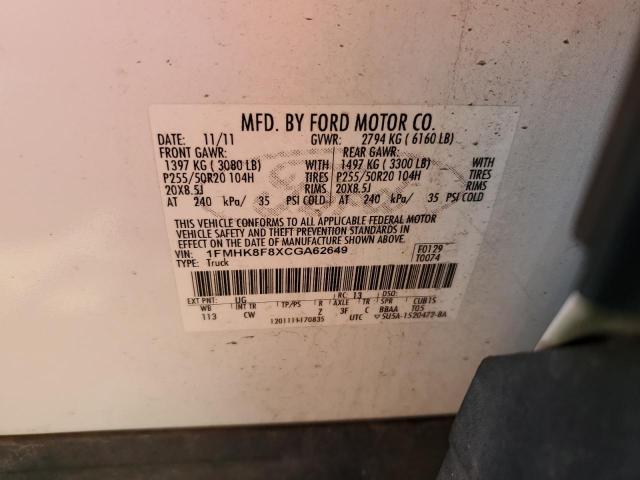 MFD. BY FORD MOTOR CO.
DATE: 11/11 GVWR: 2794 KG ( 6160 LB)
FRONT GAWR: REAR GAWR:
1397 KG ( 3080 LB) WITH 1497 KG ( 3300 LB) WITH
P255/50R20 104H TIRES P255/50R20 104H TIRES
20X8.5J RIMS 20X8.5J RIMS
AT 240 kPa/ 35 PSI COLD AT 240 kPa/ 35 PSI COLD
THIS VEHICLE CONFORMS TO ALL APPLICABLE FEDERAL MOTOR
VEHICLE SAFETY AND THEFT PREVENTION STANDARDS IN
EFFECT ON THE DATE OF MANUFACTURE SHOWN ABOVE.
VIN: 1FMHK8F8XCGA62649 F0129
TYPE: Truck T0074
EXT PNT: UG RC: 13
WB INT TR TP/PS R AXLE TR SPR CUB1S
113 CW Z 3F C BBAA T05
1201111170835 UTC 5U5A-1520472-BA